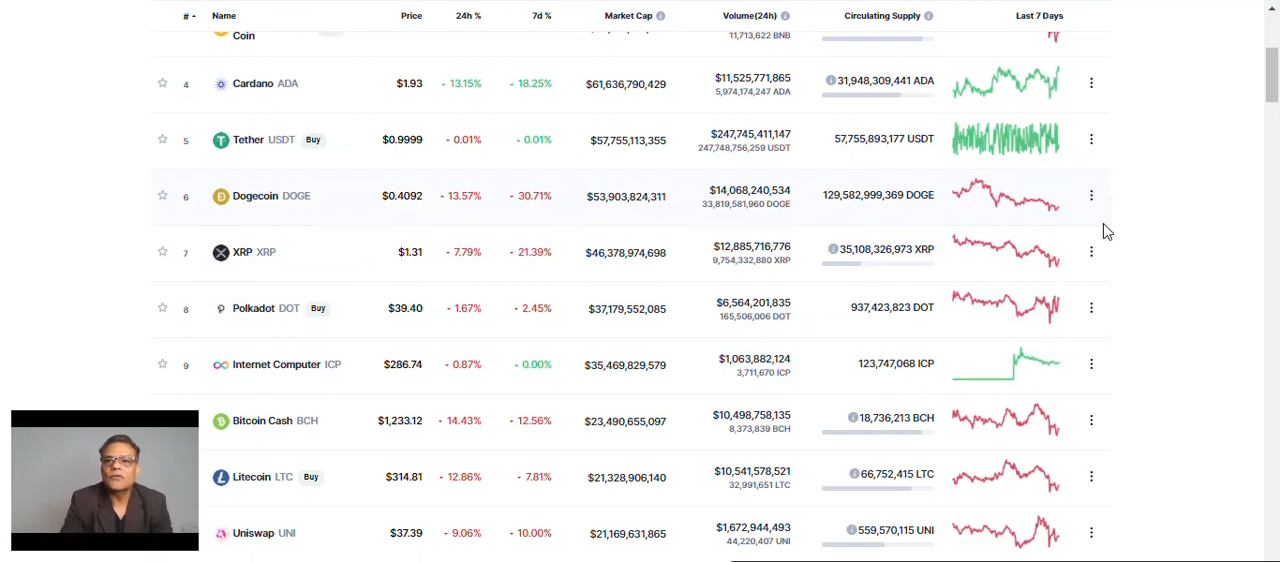 # Name Price 24h % 7d % Market Cap Volume(24h) Circulating Supply Last 7 Days
Coin 11,713,622 BNB
4 Cardano ADA $1.93 - 13.15% - 18.25% $61,636,790,429 $11,525,771,865 31,948,309,441 ADA
5,974,174,247 ADA
5 Tether USDT Buy $0.9999 - 0.01% - 0.01% $57,755,113,355 $247,745,411,147 57,755,893,177 USDT
247,748,756,259 USDT
6 Dogecoin DOGE $0.4092 - 13.57% - 30.71% $53,903,824,311 $14,068,240,534 129,582,999,369 DOGE
33,819,581,960 DOGE
7 XRP XRP $1.31 - 7.79% - 21.39% $46,378,974,698 $12,885,716,776 35,108,326,973 XRP
9,754,332,880 XRP
8 Polkadot DOT Buy $39.40 - 1.67% - 2.45% $37,179,552,085 $6,564,201,835 937,423,823 DOT
165,506,006 DOT
9 Internet Computer ICP $286.74 - 0.87% - 0.00% $35,469,829,579 $1,063,882,124 123,747,068 ICP
3,711,670 ICP
Bitcoin Cash BCH $1,233.12 - 14.43% - 12.56% $23,490,655,097 $10,498,758,135 18,736,213 BCH
8,373,839 BCH
Litecoin LTC Buy $314.81 - 12.86% - 7.81% $21,328,906,140 $10,541,578,521 66,752,415 LTC
32,991,651 LTC
Uniswap UNI $37.39 - 9.06% - 10.00% $21,169,631,865 $1,672,944,493 559,570,115 UNI
44,220,407 UNI